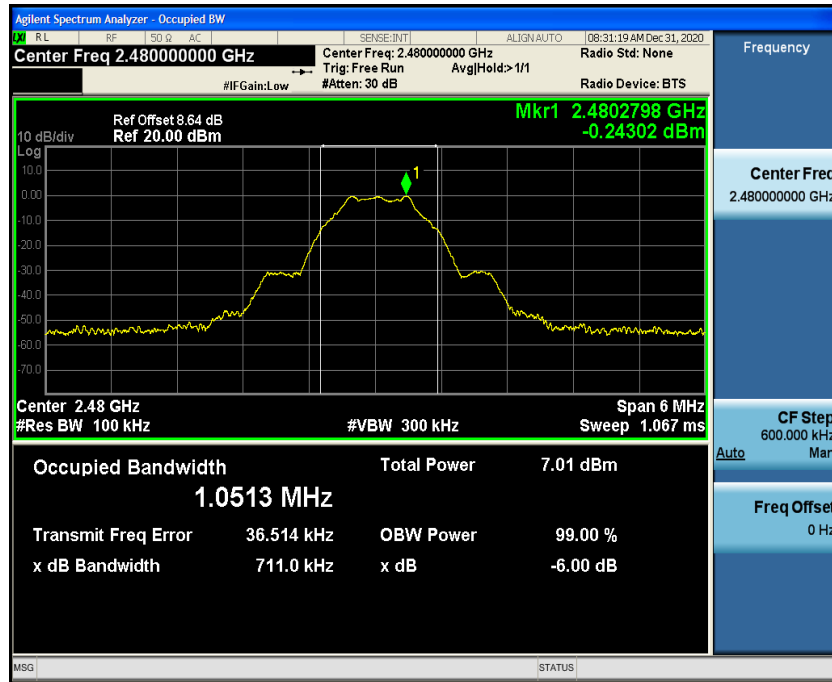 Agilent Spectrum Analyzer - Occupied BW
LXI RL RF 50 Ω AC SENSE:INT ALIGN AUTO 08:31:19 AM Dec 31, 2020
Center Freq 2.480000000 GHz
Center Freq: 2.480000000 GHz
Radio Std: None
Trig: Free Run Avg|Hold:>1/1
#IFGain:Low
#Atten: 30 dB
Radio Device: BTS
Frequency
Ref Offset 8.64 dB
Mkr1 2.4802798 GHz
10 dB/div Ref 20.00 dBm
-0.24302 dBm
Log
10.0
1
0.00
-10.0
-20.0
-30.0
-40.0
-50.0
-60.0
-70.0
Center 2.48 GHz
Span 6 MHz
#Res BW 100 kHz
#VBW 300 kHz
Sweep 1.067 ms
Occupied Bandwidth
Total Power 7.01 dBm
1.0513 MHz
Transmit Freq Error 36.514 kHz
OBW Power 99.00 %
x dB Bandwidth 711.0 kHz
x dB -6.00 dB
Center Freq
2.480000000 GHz
CF Step
600.000 kHz
Auto Man
Freq Offset
0 Hz
MSG
STATUS